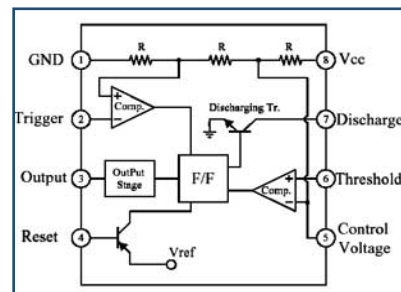 GND 1 R R R 8 Vcc
Trigger 2 + − Comp. Discharging Tr. 7 Discharge
Output 3 OutPut Stage F/F + − Comp. 6 Threshold
Reset 4 Vref 5 Control Voltage